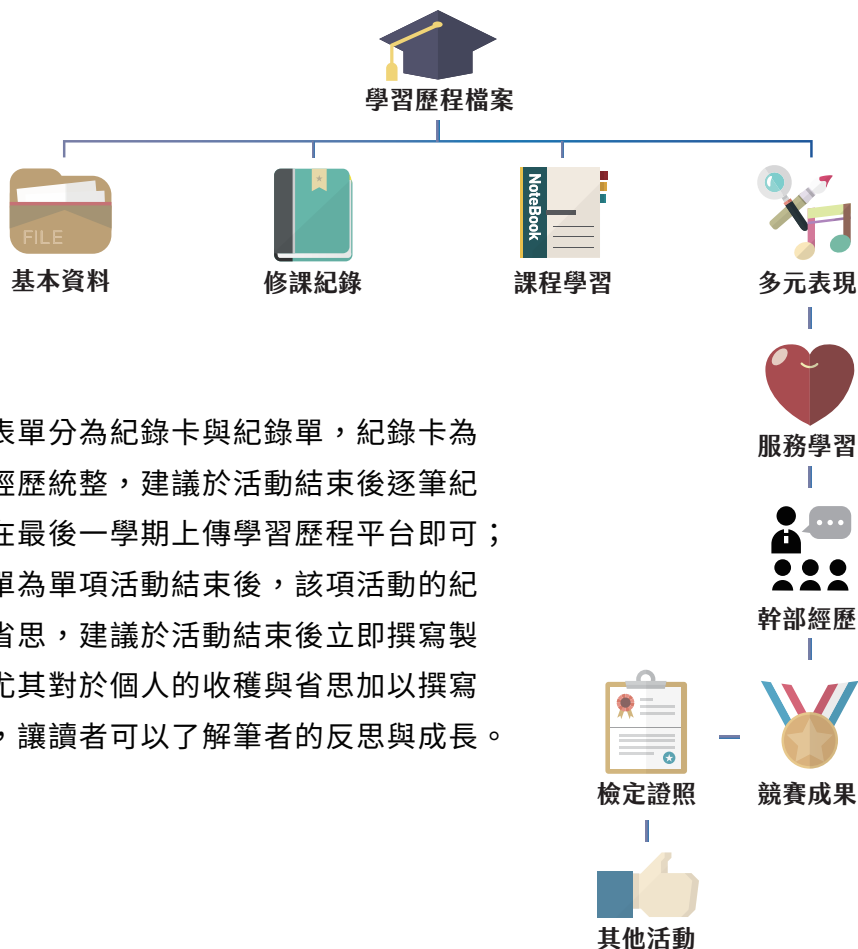 學習歷程檔案
FILE
NoteBook
基本資料
修課紀錄
課程學習
多元表現
服務學習
表單分為紀錄卡與紀錄單，紀錄卡為
經歷統整，建議於活動結束後逐筆紀
在最後一學期上傳學習歷程平台即可；
單為單項活動結束後，該項活動的紀
省思，建議於活動結束後立即撰寫製
尤其對於個人的收穫與省思加以撰寫
，讓讀者可以了解筆者的反思與成長。
幹部經歷
檢定證照
競賽成果
其他活動